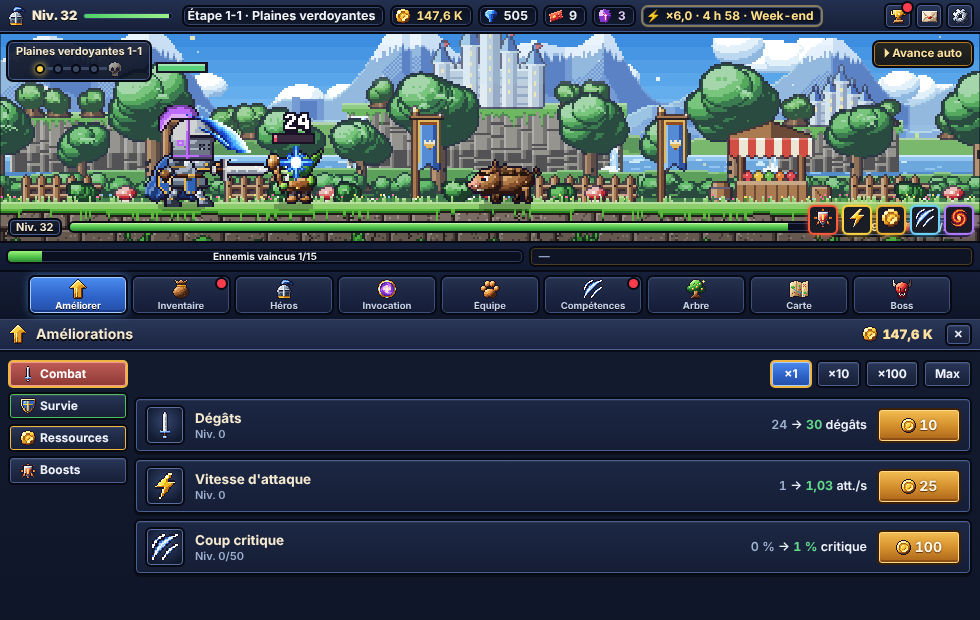 Niv. 32
Étape 1-1 · Plaines verdoyantes
147,6 K
505
9
3
×6,0 · 4 h 58 · Week-end
Plaines verdoyantes 1-1
Avance auto
24
Niv. 32
Ennemis vaincus 1/15
—
Améliorer
Inventaire
Héros
Invocation
Équipe
Compétences
Arbre
Carte
Boss
Améliorations
147,6 K
×
Combat
Survie
Ressources
Boosts
×1
×10
×100
Max
Dégâts
Niv. 0
24 → 30 dégâts
10
Vitesse d'attaque
Niv. 0
1 → 1,03 att./s
25
Coup critique
Niv. 0/50
0 % → 1 % critique
100